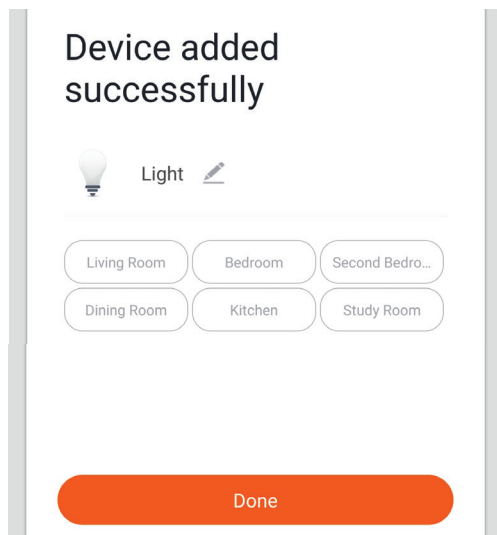 Device added
successfully
Light
Living Room Bedroom Second Bedro...
Dining Room Kitchen Study Room
Done